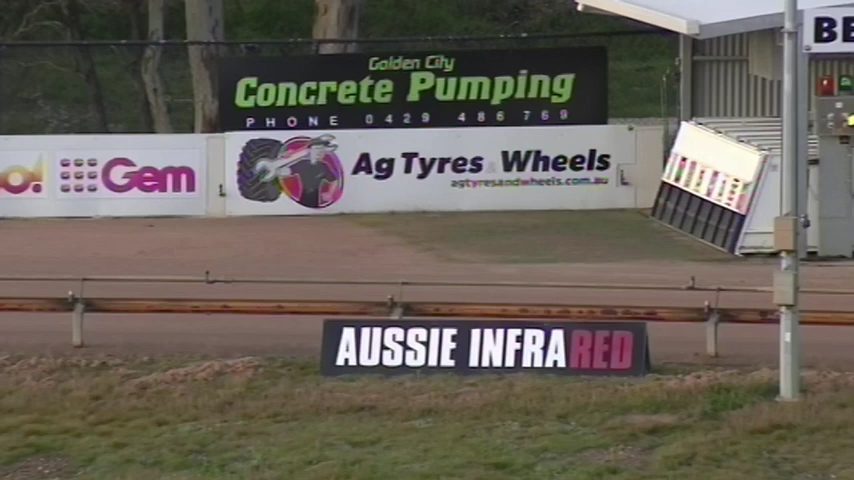 Golden City
Concrete Pumping
PHONE 0429 486 769
BE
o!
Gem
Ag Tyres & Wheels
agtyresandwheels.com.au
AUSSIE INFRARED